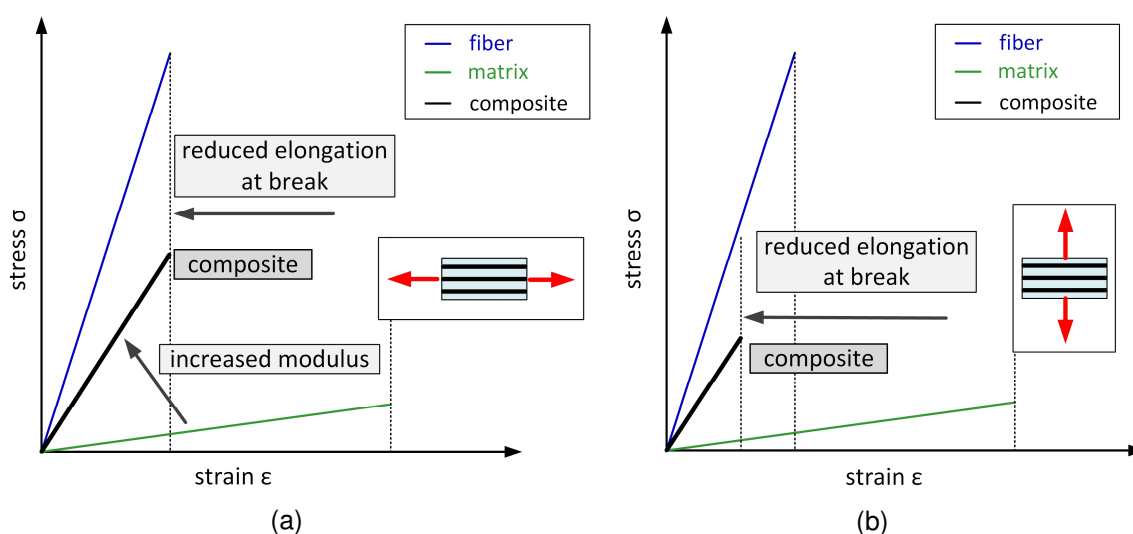 fiber
matrix
composite
reduced elongation
at break
composite
increased modulus
stress σ
strain ε
(a)
fiber
matrix
composite
reduced elongation
at break
composite
stress σ
strain ε
(b)